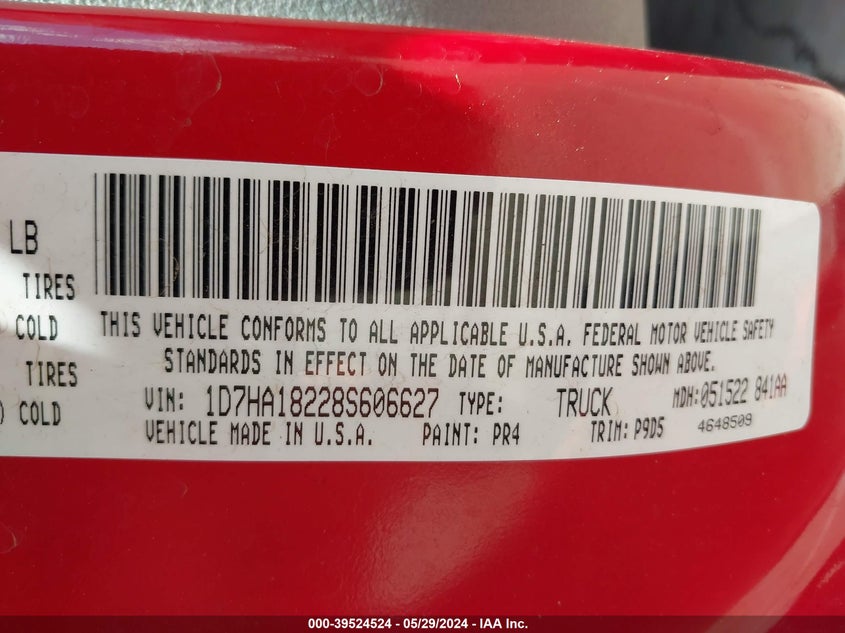 LB
TIRES
COLD
TIRES
) COLD
THIS VEHICLE CONFORMS TO ALL APPLICABLE U.S.A. FEDERAL MOTOR VEHICLE SAFETY
STANDARDS IN EFFECT ON THE DATE OF MANUFACTURE SHOWN ABOVE.
VIN: 1D7HA18228S606627 TYPE: TRUCK MDH:051522 841AA
VEHICLE MADE IN U.S.A. PAINT: PR4 TRIM: P9D5 4648509
000-39524524 | 05/29/2024 | IAA Inc.